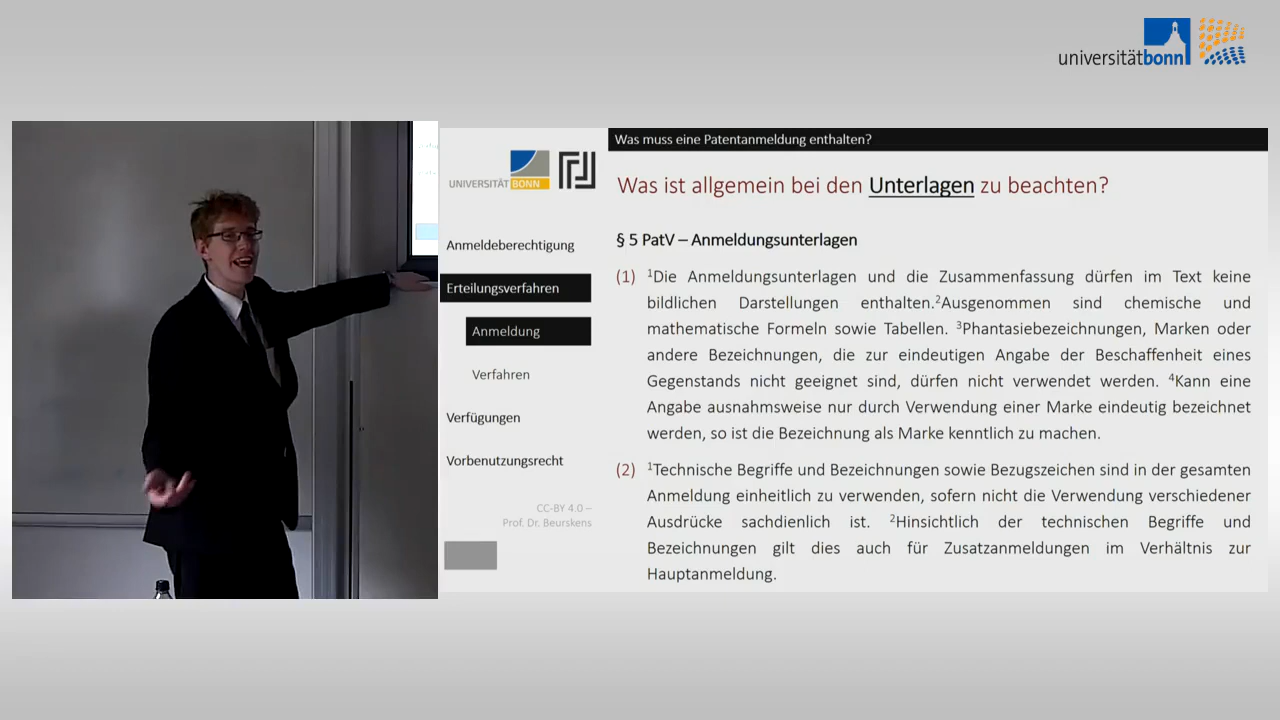 universitätbonn
Was muss eine Patentanmeldung enthalten?
UNIVERSITÄT BONN
Anmeldeberechtigung
Erteilungsverfahren
Anmeldung
Verfahren
Verfügungen
Vorbenutzungsrecht
CC-BY 4.0 –
Prof. Dr. Beurskens
Was ist allgemein bei den Unterlagen zu beachten?
§ 5 PatV – Anmeldungsunterlagen
(1) ¹Die Anmeldungsunterlagen und die Zusammenfassung dürfen im Text keine
bildlichen Darstellungen enthalten.²Ausgenommen sind chemische und
mathematische Formeln sowie Tabellen. ³Phantasiebezeichnungen, Marken oder
andere Bezeichnungen, die zur eindeutigen Angabe der Beschaffenheit eines
Gegenstands nicht geeignet sind, dürfen nicht verwendet werden. ⁴Kann eine
Angabe ausnahmsweise nur durch Verwendung einer Marke eindeutig bezeichnet
werden, so ist die Bezeichnung als Marke kenntlich zu machen.
(2) ¹Technische Begriffe und Bezeichnungen sowie Bezugszeichen sind in der gesamten
Anmeldung einheitlich zu verwenden, sofern nicht die Verwendung verschiedener
Ausdrücke sachdienlich ist. ²Hinsichtlich der technischen Begriffe und
Bezeichnungen gilt dies auch für Zusatzanmeldungen im Verhältnis zur
Hauptanmeldung.